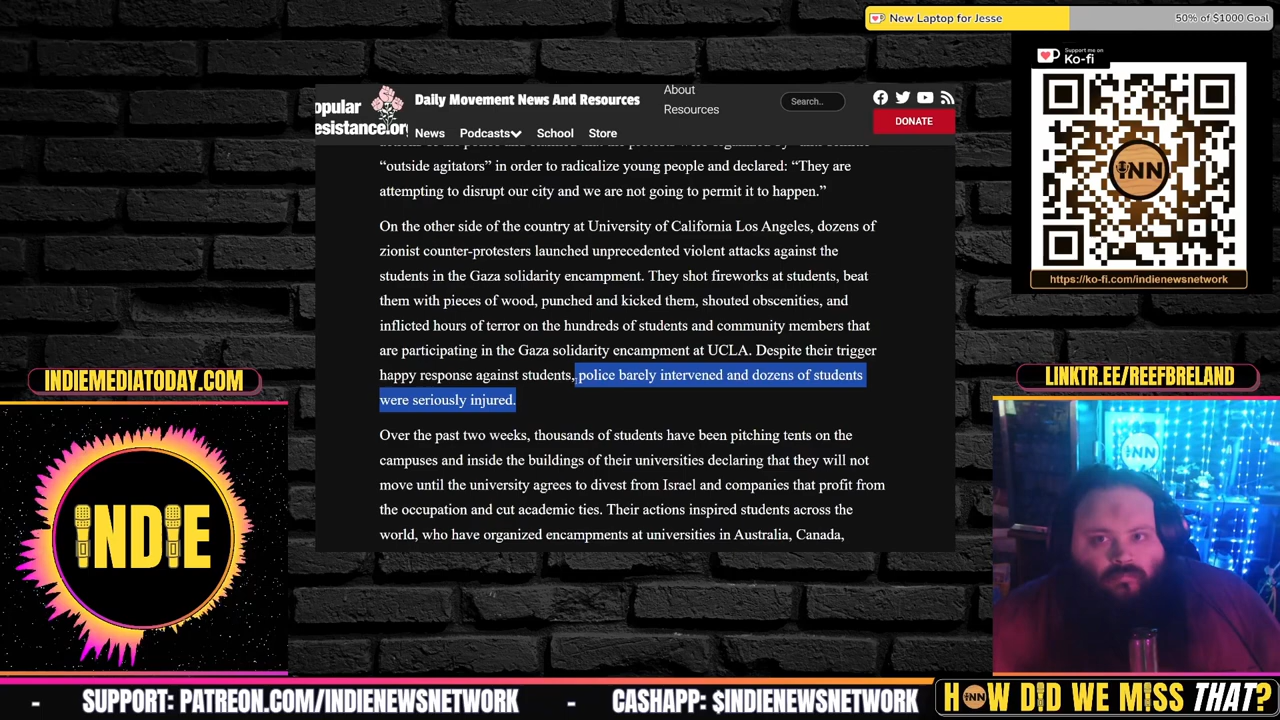 New Laptop for Jesse
50% of $1000 Goal
Support me on
Ko-fi
https://ko-fi.com/indienewsnetwork
opular
esistance.or
Daily Movement News And Resources
About
Resources
Search..
DONATE
News
Podcasts
School
Store
"outside agitators" in order to radicalize young people and declared: "They are
attempting to disrupt our city and we are not going to permit it to happen."
On the other side of the country at University of California Los Angeles, dozens of
zionist counter-protesters launched unprecedented violent attacks against the
students in the Gaza solidarity encampment. They shot fireworks at students, beat
them with pieces of wood, punched and kicked them, shouted obscenities, and
inflicted hours of terror on the hundreds of students and community members that
are participating in the Gaza solidarity encampment at UCLA. Despite their trigger
happy response against students, police barely intervened and dozens of students
were seriously injured.
Over the past two weeks, thousands of students have been pitching tents on the
campuses and inside the buildings of their universities declaring that they will not
move until the university agrees to divest from Israel and companies that profit from
the occupation and cut academic ties. Their actions inspired students across the
world, who have organized encampments at universities in Australia, Canada,
INDIEMEDIATODAY.COM
INDIE
INN
LINKTR.EE/REEFBRELAND
INN
- SUPPORT: PATREON.COM/INDIENEWSNETWORK - CASHAPP: $INDIENEWSNETWORK
HOW DID WE MISS THAT?